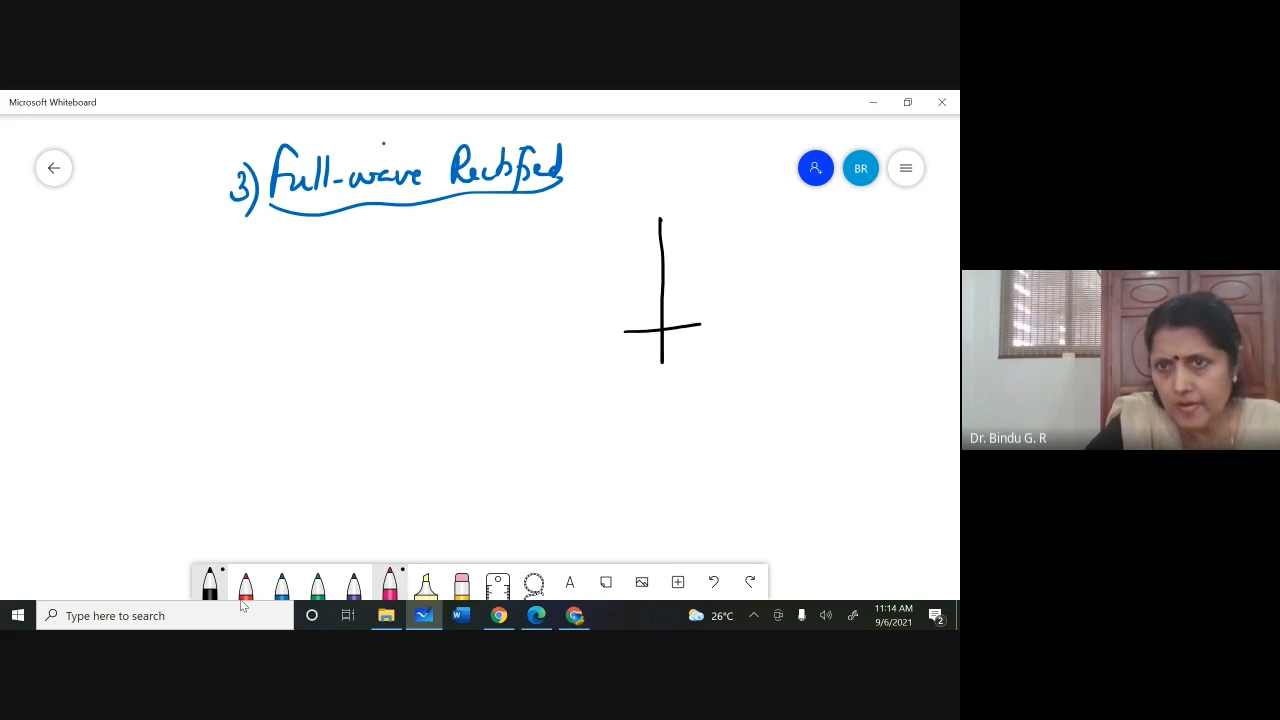 Microsoft Whiteboard
3) Full-wave Rectified
BR
Dr. Bindu G. R
A
Type here to search
W
26°C
11:14 AM
9/6/2021
2